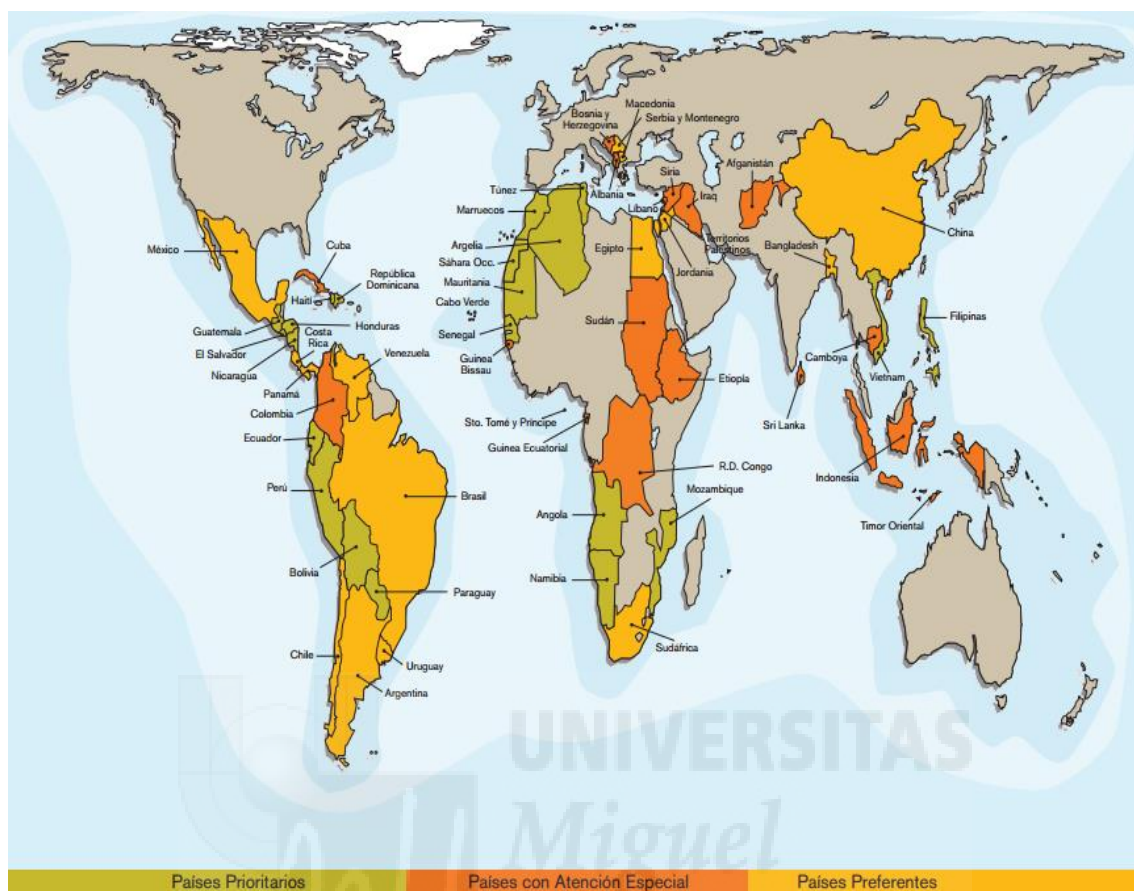 Macedonia
Bosnia y
Herzegovina
Serbia y Montenegro
Albania
Siria
Afganistán
Túnez
Líbano
Iraq
Marruecos
México
Cuba
Argelia
Egipto
Territorios
Palestinos
Bangladesh
China
Sáhara Occ.
Jordania
República
Dominicana
Mauritania
Haití
Cabo Verde
Filipinas
Guatemala
Honduras
Senegal
Sudán
Costa
Rica
El Salvador
Venezuela
Guinea
Bissau
Camboya
Nicaragua
Vietnam
Panamá
Etiopía
Colombia
Sto. Tomé y Príncipe
Sri Lanka
Ecuador
Guinea Ecuatorial
R.D. Congo
Indonesia
Perú
Brasil
Mozambique
Angola
Timor Oriental
Bolivia
Namibia
Paraguay
Chile
Sudáfrica
Uruguay
Argentina
UNIVERSITAS
Miguel
Países Prioritarios
Países con Atención Especial
Países Preferentes